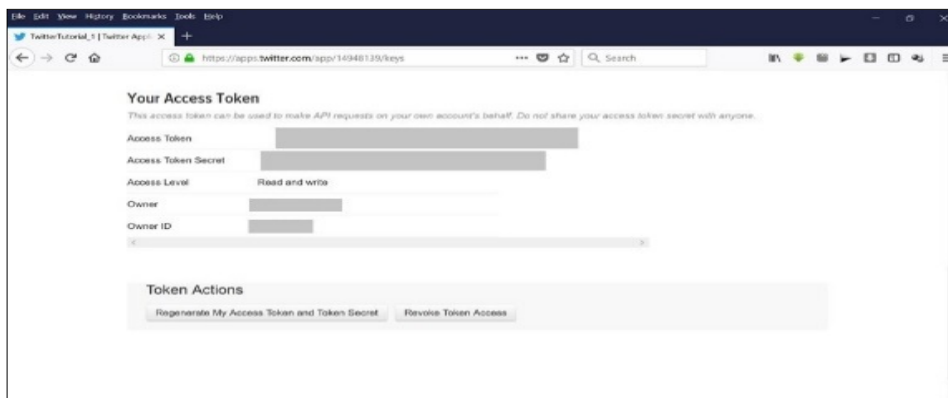 File Edit View History Bookmarks Tools Help
TwitterTutorial_1 | Twitter Appli
https://apps.twitter.com/app/14948139/keys
Search
Your Access Token
This access token can be used to make API requests on your own account's behalf. Do not share your access token secret with anyone.
Access Token
Access Token Secret
Access Level Read and write
Owner
Owner ID
Token Actions
Regenerate My Access Token and Token Secret Revoke Token Access